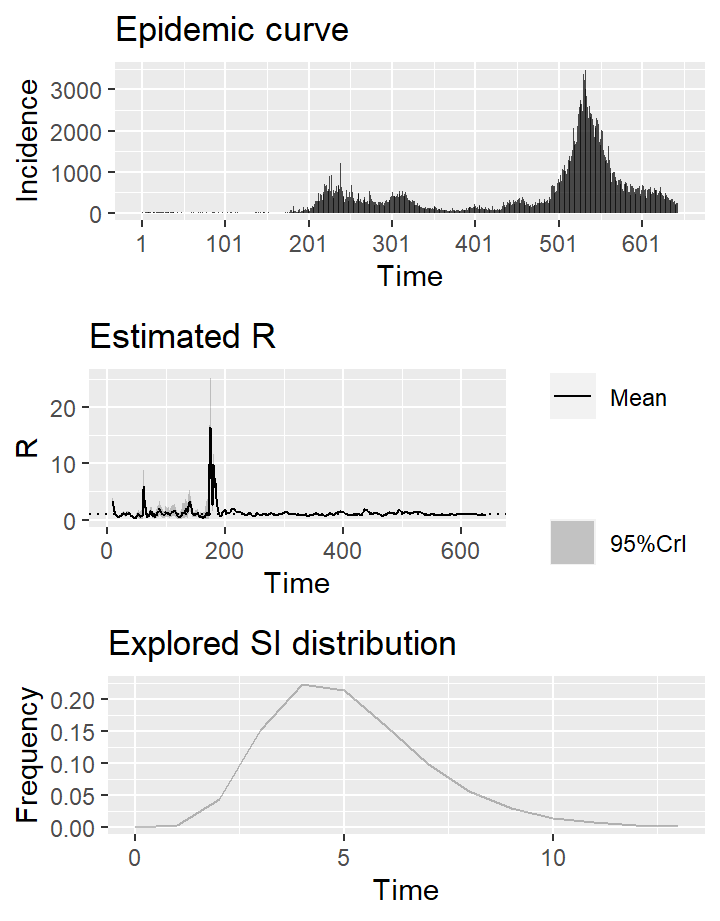 Epidemic curve
Incidence
3000
2000
1000
0
1 101 201 301 401 501 601
Time
Estimated R
R
20
10
0
0 200 400 600
Time
Mean
95%CrI
Explored SI distribution
Frequency
0.20
0.15
0.10
0.05
0.00
0 5 10
Time